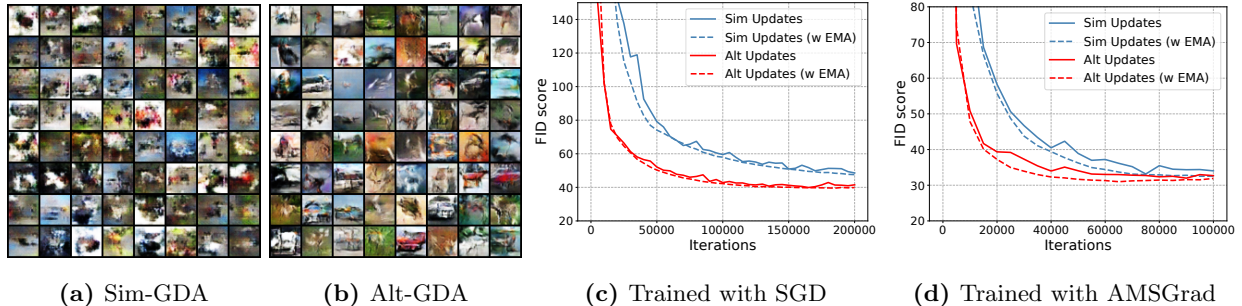 140
120
100
80
60
40
20
FID score
0
50000
100000
150000
200000
Iterations
Sim Updates
Sim Updates (w EMA)
Alt Updates
Alt Updates (w EMA)
80
70
60
50
40
30
20
FID score
0
20000
40000
60000
80000
100000
Iterations
Sim Updates
Sim Updates (w EMA)
Alt Updates
Alt Updates (w EMA)
(a) Sim-GDA
(b) Alt-GDA
(c) Trained with SGD
(d) Trained with AMSGrad